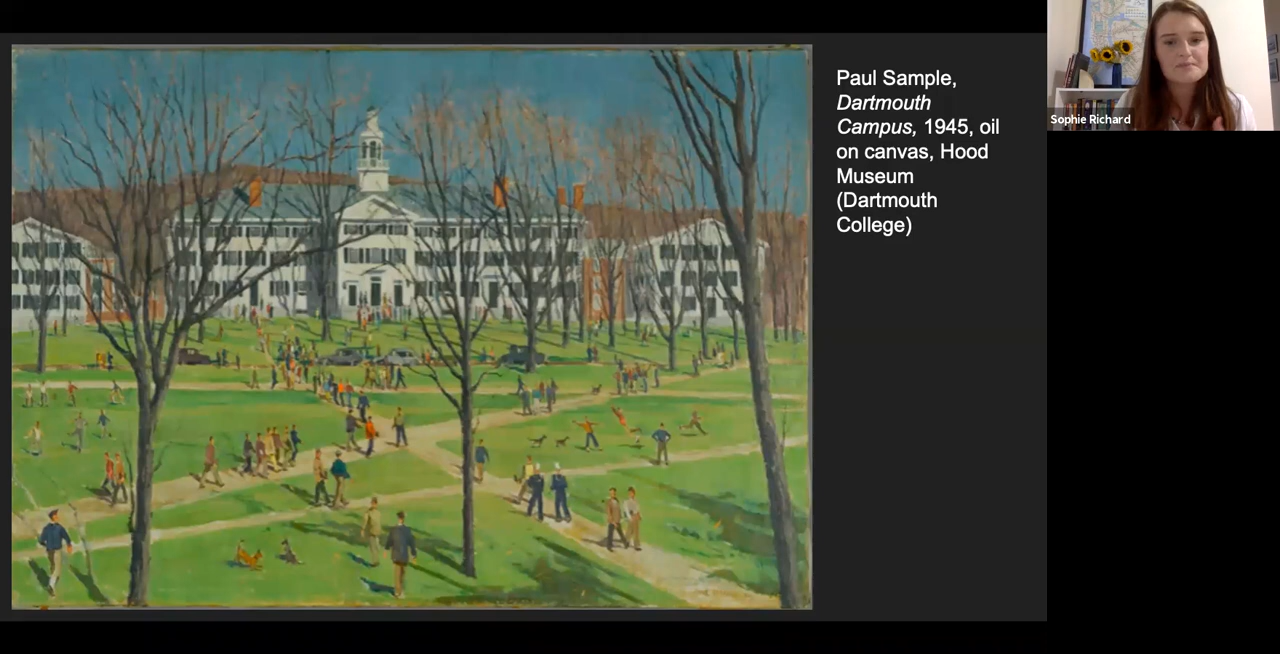 Paul Sample,
Dartmouth
Campus, 1945, oil
on canvas, Hood
Museum
(Dartmouth
College)
Sophie Richard